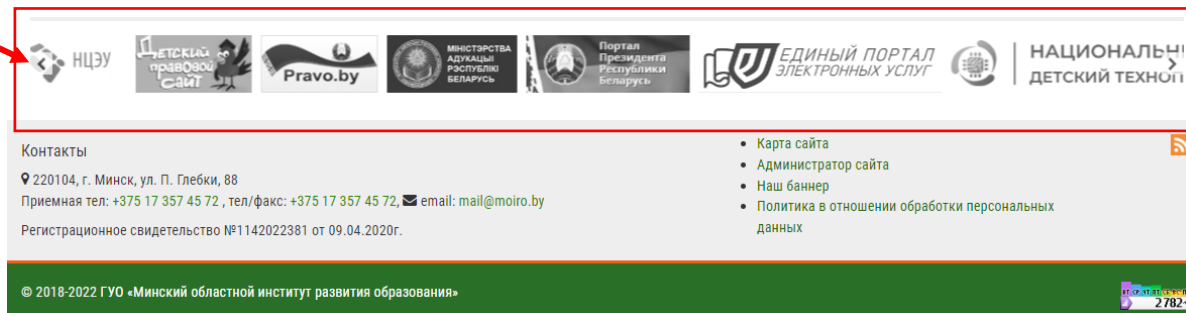 НЦЭУ
Детский
правовой
сайт
Pravo.by
МІНІСТЭРСТВА
АДУКАЦЫІ
РЭСПУБЛІКІ
БЕЛАРУСЬ
Портал
Президента
Республики
Беларусь
ЕДИНЫЙ ПОРТАЛ
ЭЛЕКТРОННЫХ УСЛУГ
НАЦИОНАЛЬН
ДЕТСКИЙ ТЕХНОП
Контакты
220104, г. Минск, ул. П. Глебки, 88
Приемная тел: +375 17 357 45 72 , тел/факс: +375 17 357 45 72, email: mail@moiro.by
Регистрационное свидетельство №1142022381 от 09.04.2020г.
• Карта сайта
• Администратор сайта
• Наш баннер
• Политика в отношении обработки персональных
данных
© 2018-2022 ГУО «Минский областной институт развития образования»
2782